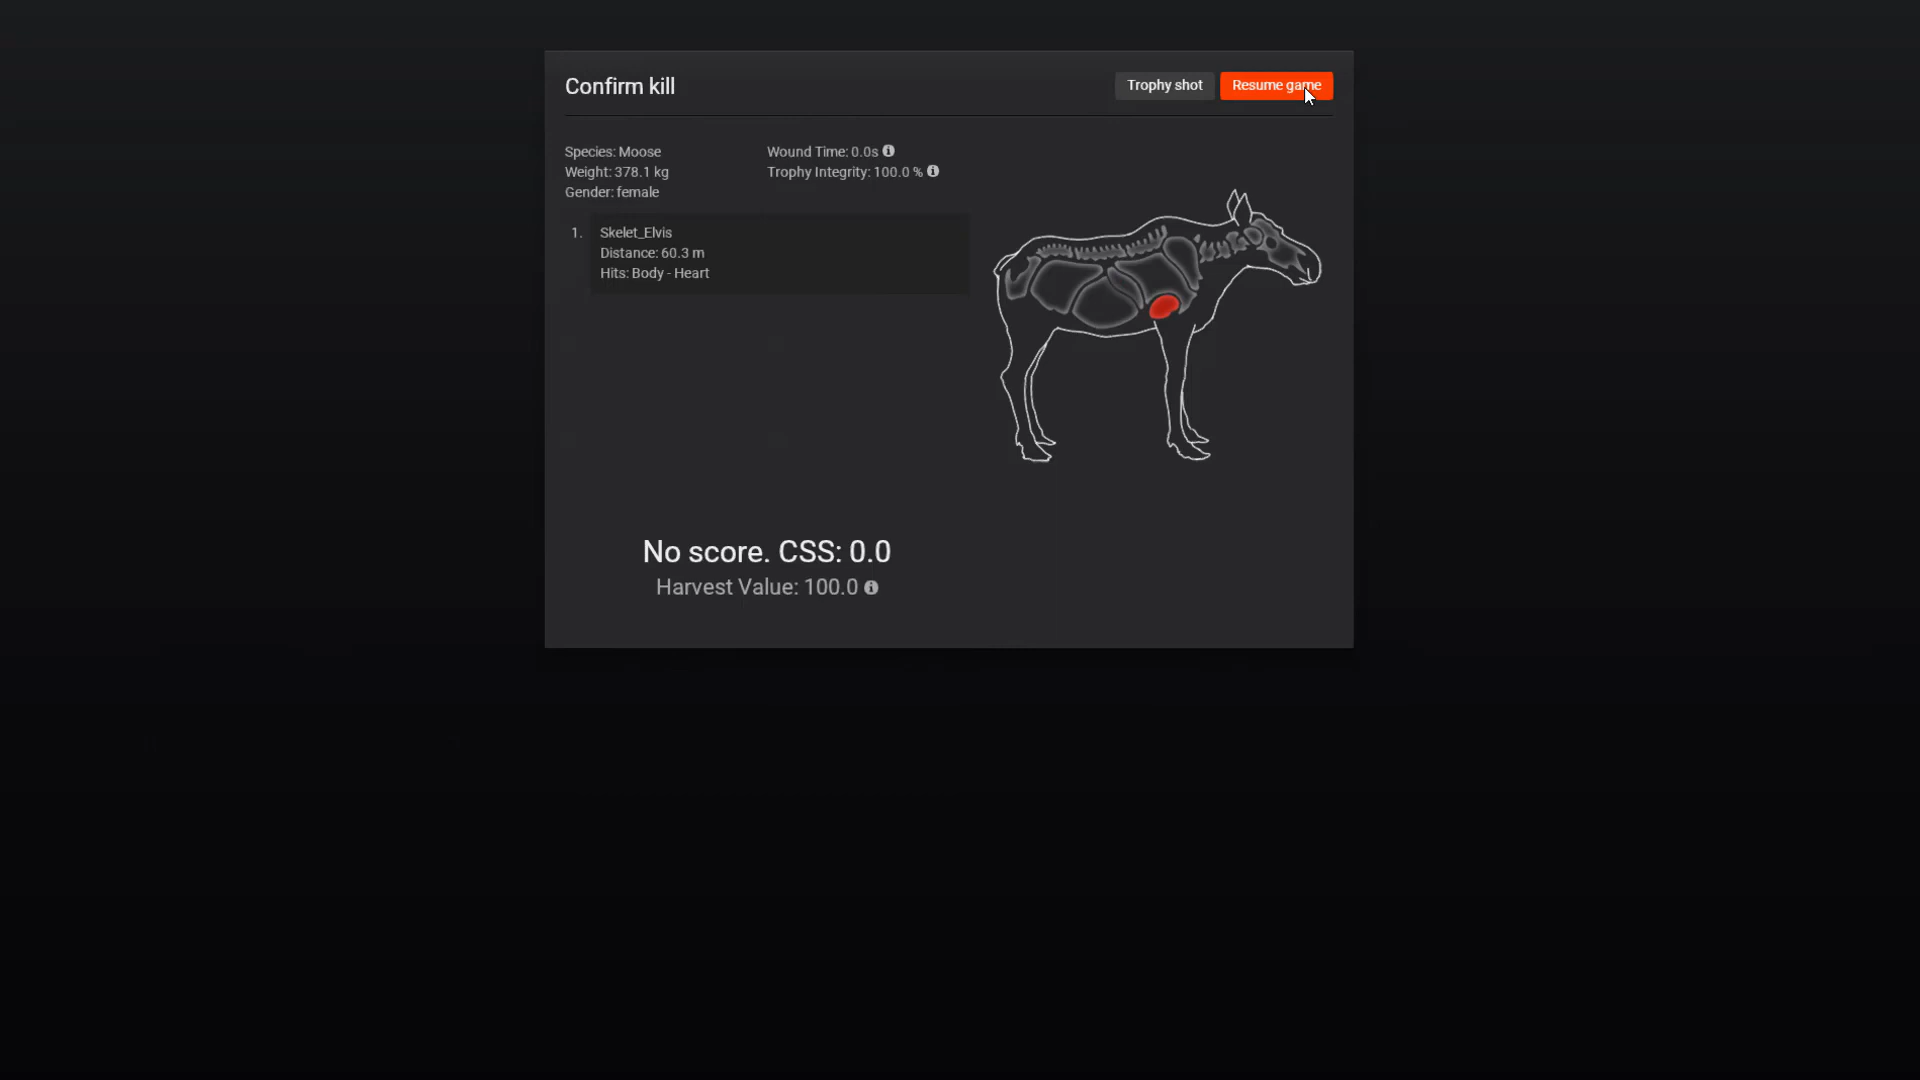 Confirm kill
Trophy shot
Resume game
Species: Moose
Weight: 378.1 kg
Gender: female
Wound Time: 0.0s
Trophy Integrity: 100.0 %
1.
Skelet_Elvis
Distance: 60.3 m
Hits: Body - Heart
No score. CSS: 0.0
Harvest Value: 100.0